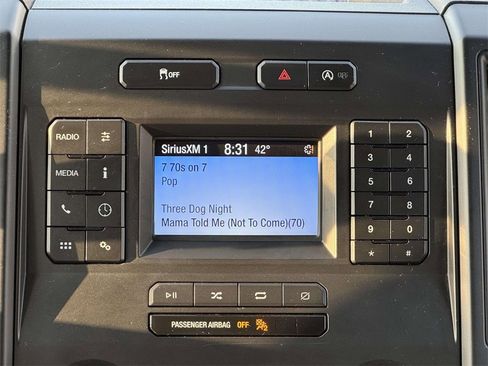 OFF
A OFF
SiriusXM 1 8:31 42°
7 70s on 7
Pop
Three Dog Night
Mama Told Me (Not To Come)(70)
RADIO
MEDIA
i
1 2
3 4
5 6
7 8
9 0
* #
PASSENGER AIRBAG OFF